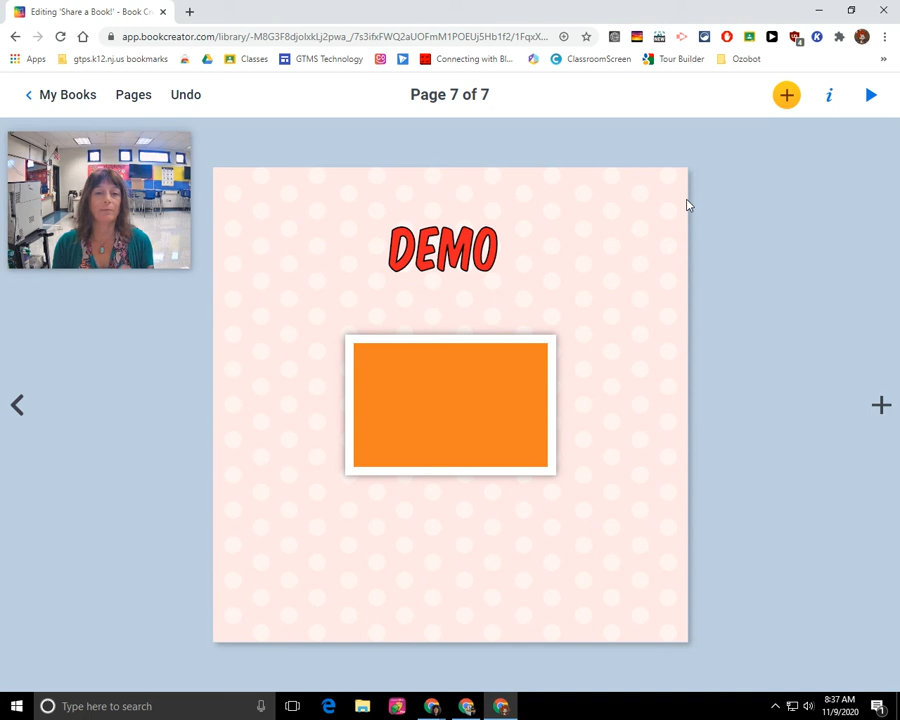 Editing 'Share a Book!' - Book Cr
app.bookcreator.com/library/-M8G3F8djoIxkLj2pwa_/7s3ifxFWQ2aUOFmM1POEUj5Hb1f2/1FqxX...
Apps gtps.k12.nj.us bookmarks Classes GTMS Technology Connecting with Bl... ClassroomScreen Tour Builder Ozobot »
My Books Pages Undo Page 7 of 7
DEMO
Type here to search
8:37 AM
11/9/2020